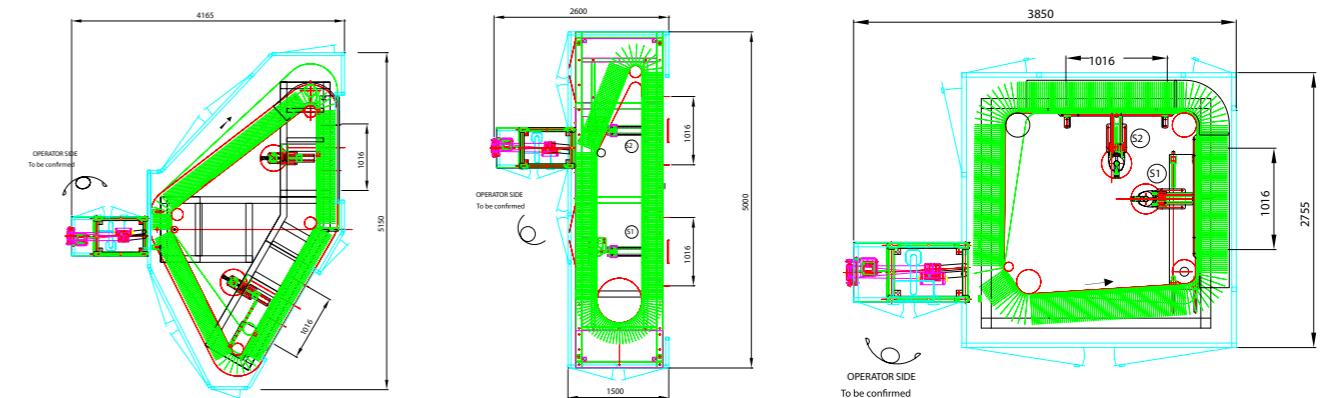 4165
OPERATOR SIDE
To be confirmed
1016
5150
1016
2600
S2
1016
OPERATOR SIDE
To be confirmed
S1
1016
5000
1500
3850
1016
S2
S1
1016
2755
OPERATOR SIDE
To be confirmed